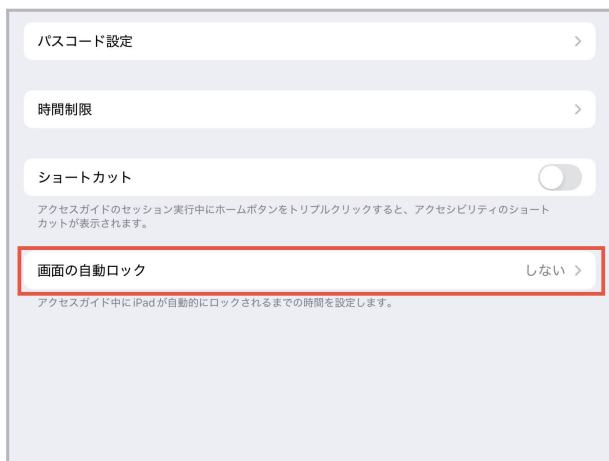 パスコード設定
時間制限
ショートカット
アクセスガイドのセッション実行中にホームボタンをトリプルクリックすると、アクセシビリティのショート
カットが表示されます。
画面の自動ロック しない
アクセスガイド中にiPadが自動的にロックされるまでの時間を設定します。